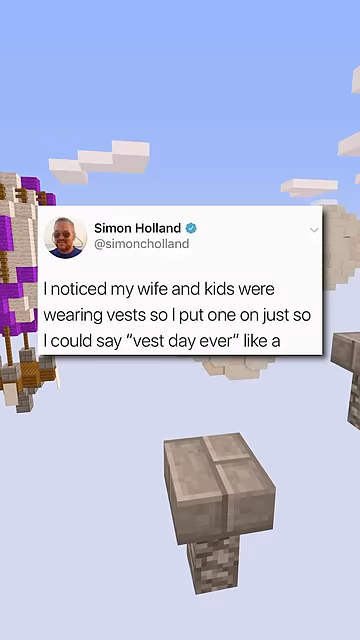 Simon Holland
@simoncholland
I noticed my wife and kids were
wearing vests so I put one on just so
I could say “vest day ever” like a